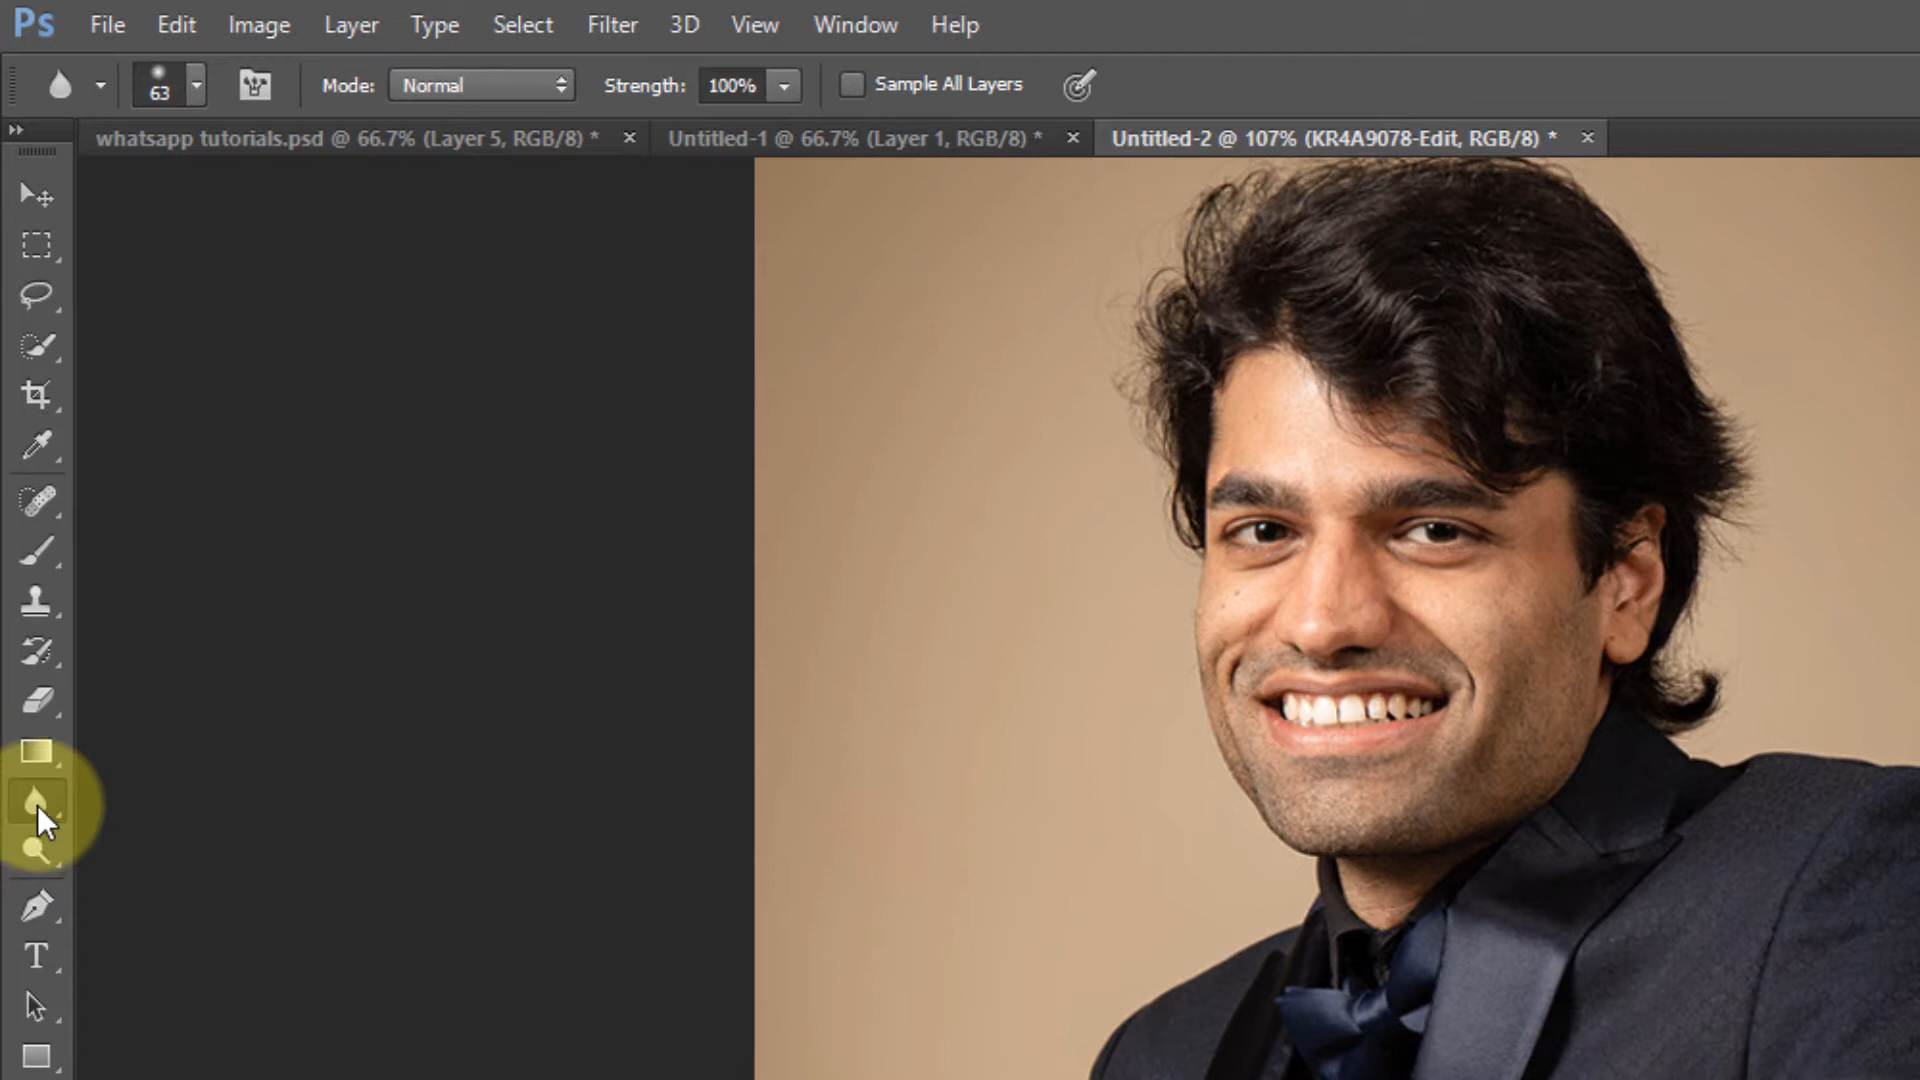 Ps File Edit Image Layer Type Select Filter 3D View Window Help
63 Mode: Normal Strength: 100% Sample All Layers
whatsapp tutorials.psd @ 66.7% (Layer 5, RGB/8) * × Untitled-1 @ 66.7% (Layer 1, RGB/8) * × Untitled-2 @ 107% (KR4A9078-Edit, RGB/8) * ×
T